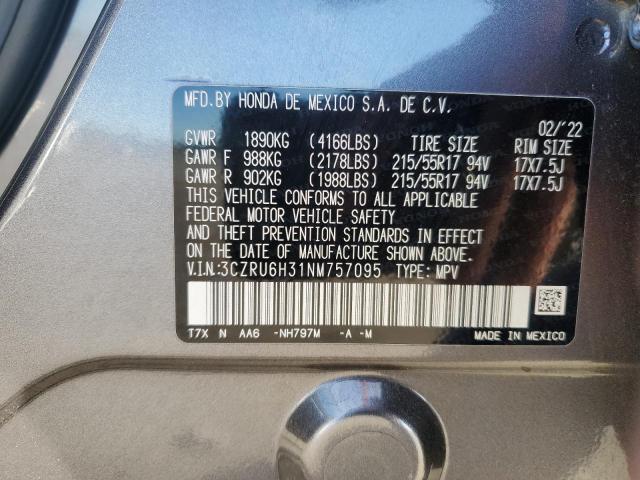 MFD.BY HONDA DE MEXICO S.A. DE C.V.
02/'22
GVWR 1890KG (4166LBS) TIRE SIZE RIM SIZE
GAWR F 988KG (2178LBS) 215/55R17 94V 17X7.5J
GAWR R 902KG (1988LBS) 215/55R17 94V 17X7.5J
THIS VEHICLE CONFORMS TO ALL APPLICABLE
FEDERAL MOTOR VEHICLE SAFETY
AND THEFT PREVENTION STANDARDS IN EFFECT
ON THE DATE OF MANUFACTURE SHOWN ABOVE.
V.I.N.:3CZRU6H31NM757095 TYPE: MPV
T7X N AA6 -NH797M -A -M
MADE IN MEXICO